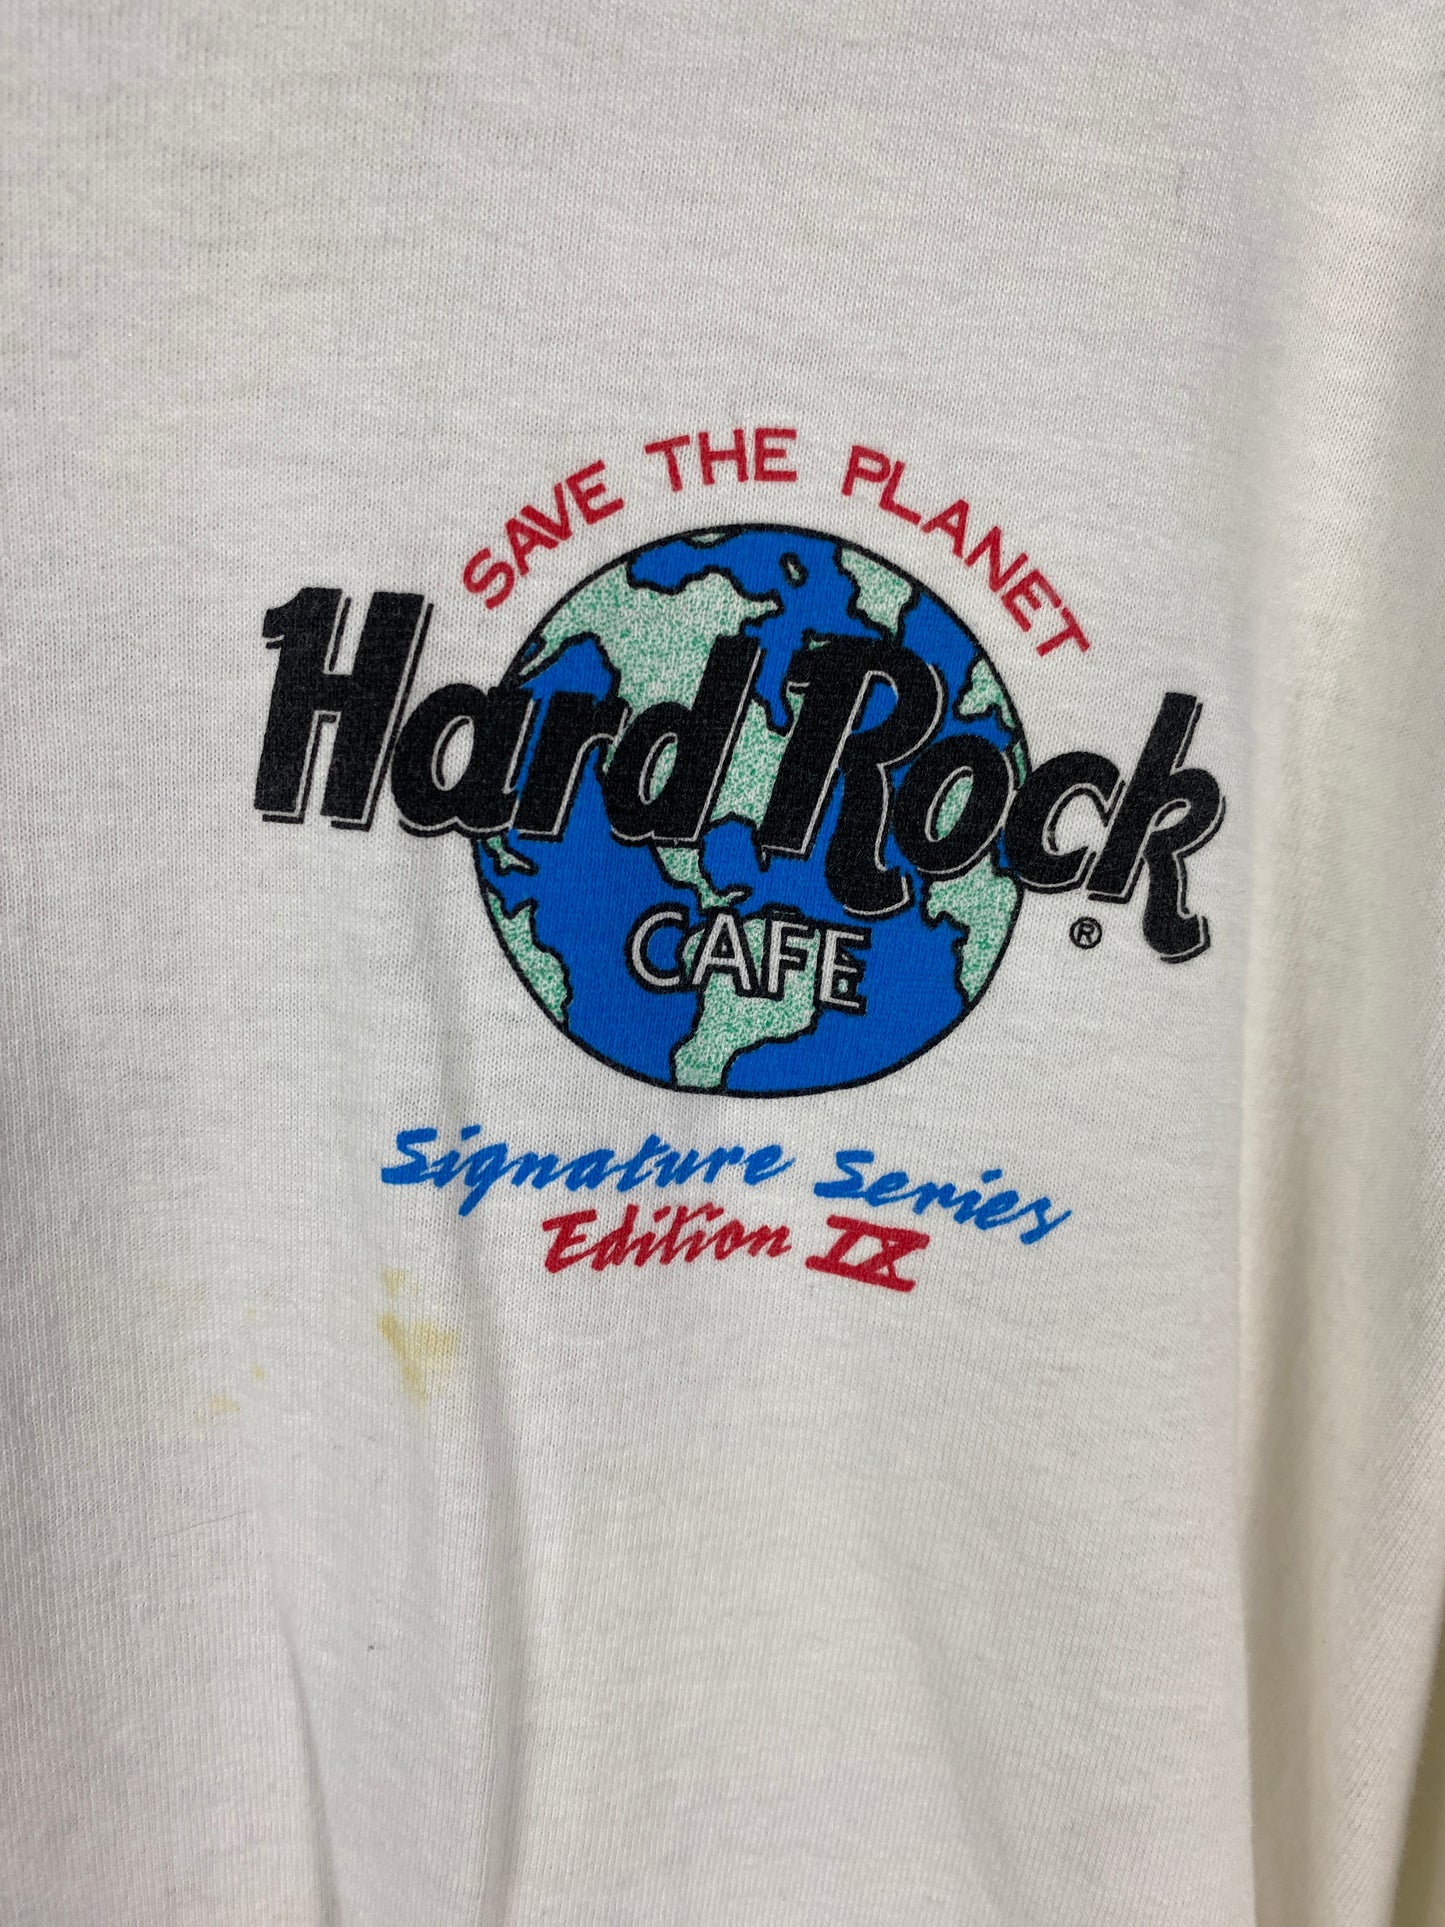 SAVE THE PLANET
Hard Rock
CAFE
®
Signature Series
Edition IX